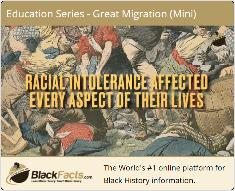 Education Series - Great Migration (Mini)
RACIAL INTOLERANCE AFFECTED
EVERY ASPECT OF THEIR LIVES
BlackFacts.com
The World's #1 online platform for
Black History information.